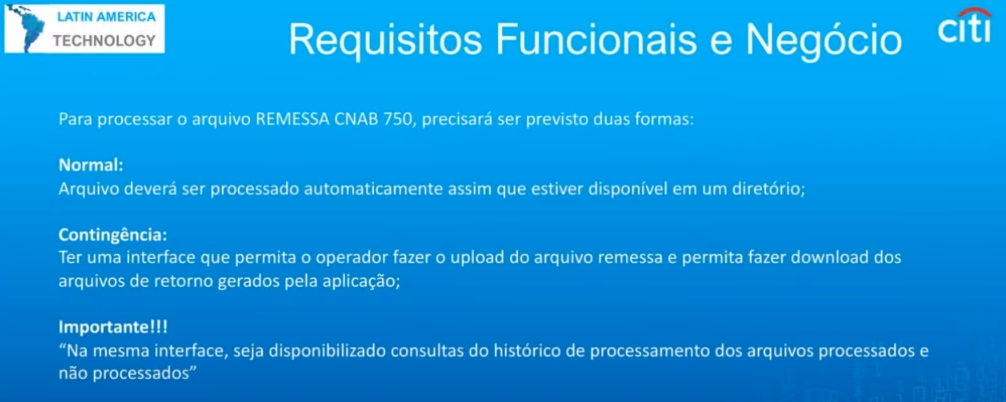 LATIN AMERICA
TECHNOLOGY
Requisitos Funcionais e Negócio
citi
Para processar o arquivo REMESSA CNAB 750, precisará ser previsto duas formas:
Normal:
Arquivo deverá ser processado automaticamente assim que estiver disponível em um diretório;
Contingência:
Ter uma interface que permita o operador fazer o upload do arquivo remessa e permita fazer download dos
arquivos de retorno gerados pela aplicação;
Importante!!!
“Na mesma interface, seja disponibilizado consultas do histórico de processamento dos arquivos processados e
não processados”